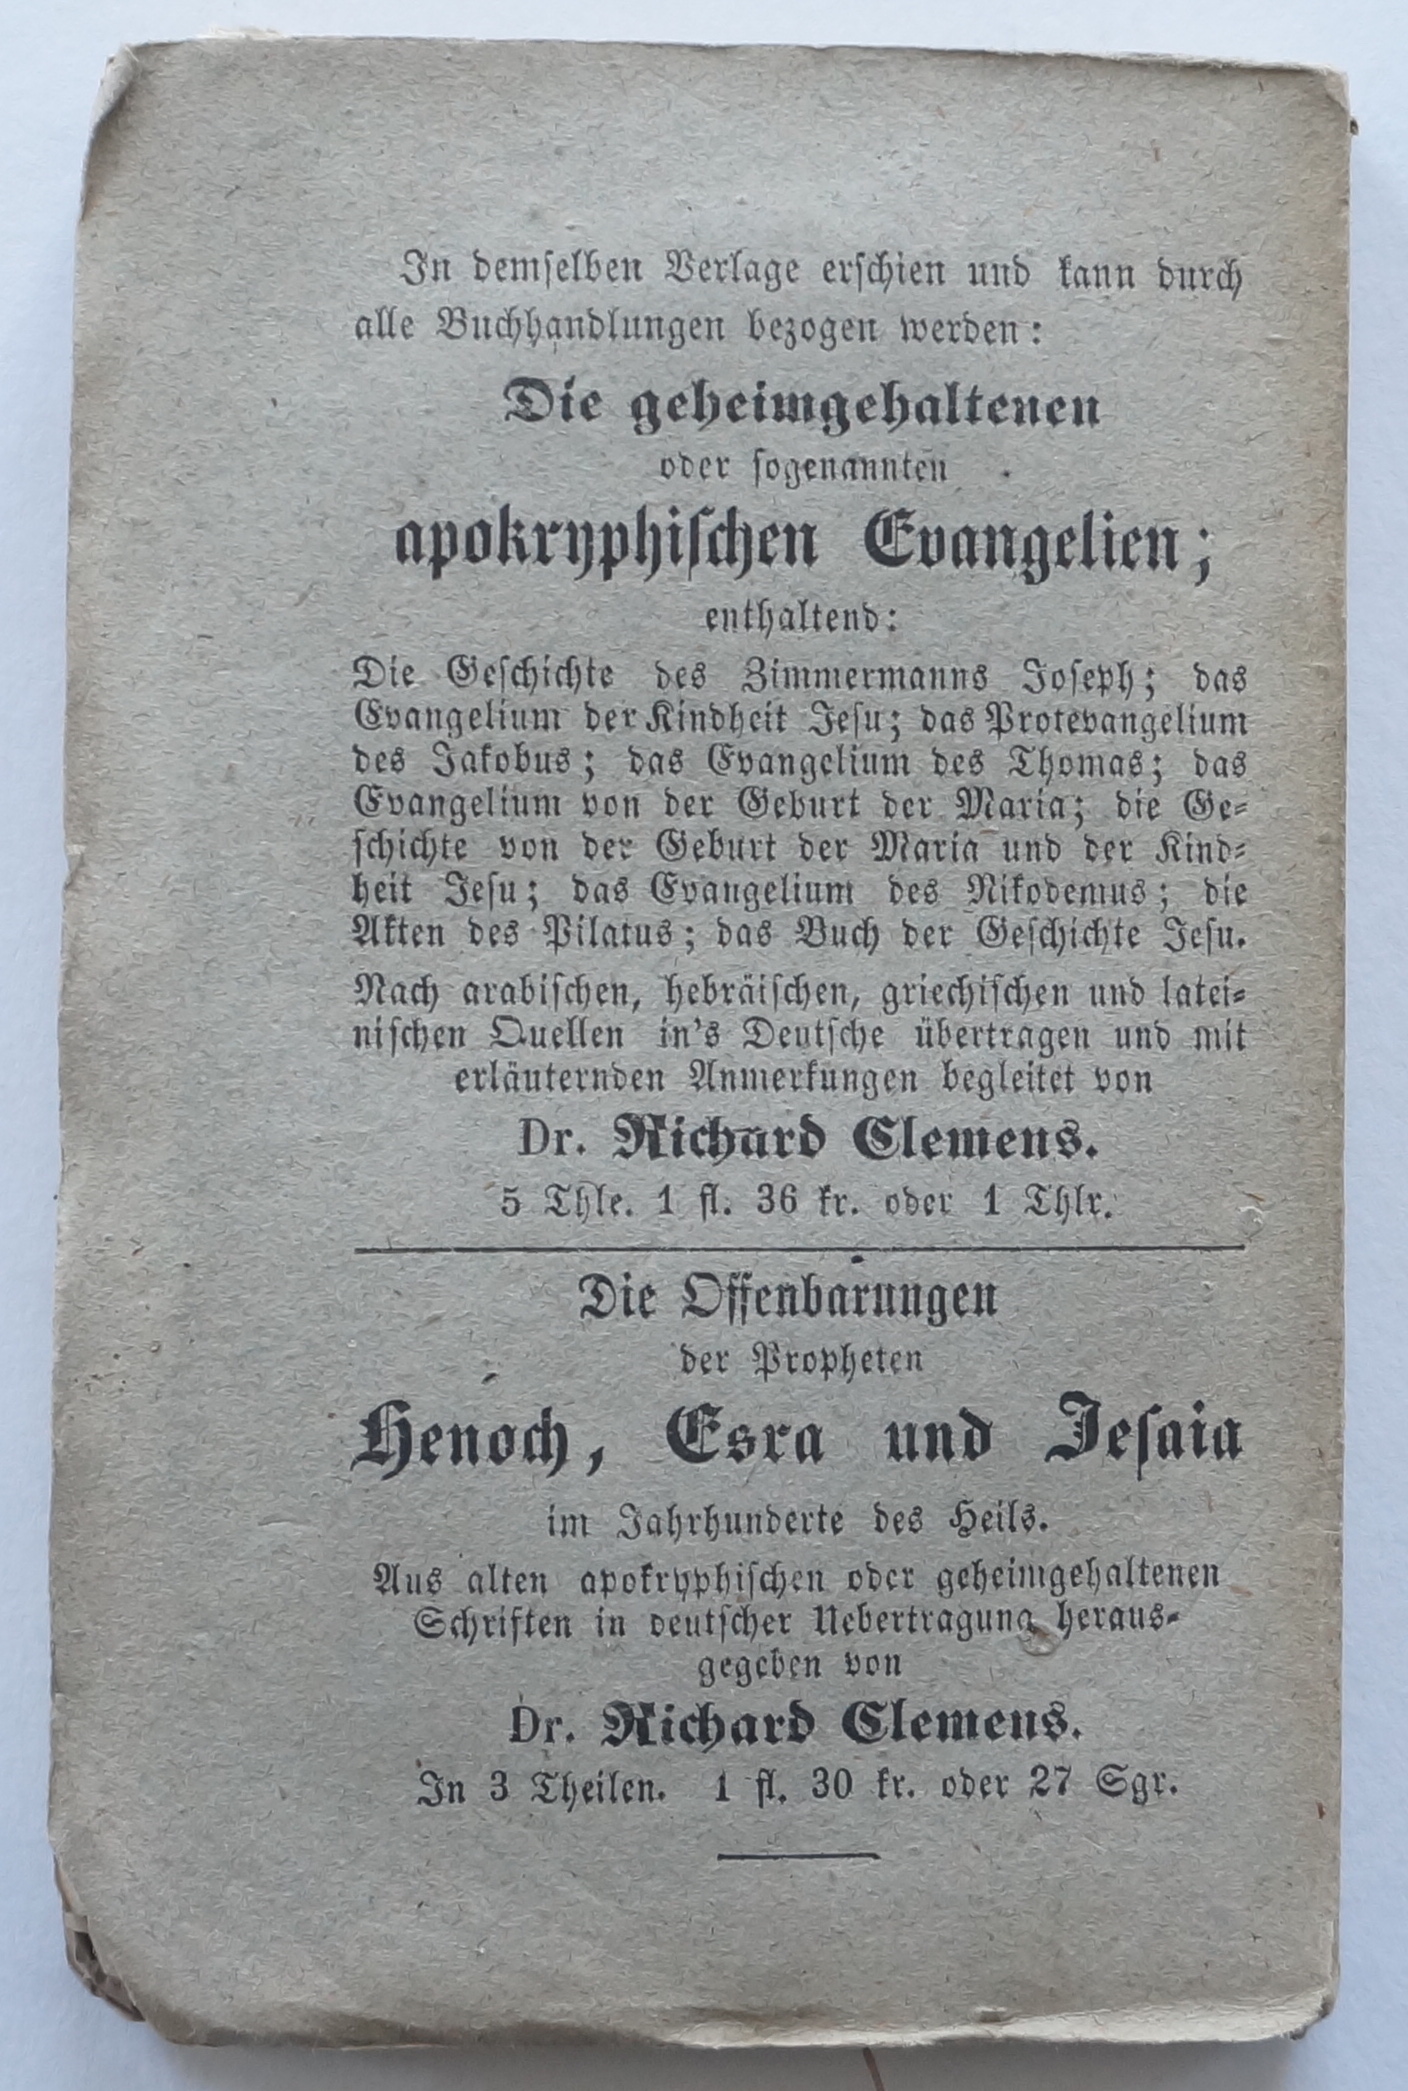 In demselben Verlage erschien und kann durch
alle Buchhandlungen bezogen werden:
Die geheimgehaltenen
oder sogenannten
apokryphischen Evangelien;
enthaltend:
Die Geschichte des Zimmermanns Joseph; das
Evangelium der Kindheit Jesu; das Protevangelium
des Jakobus; das Evangelium des Thomas; das
Evangelium von der Geburt der Maria; die Ge-
schichte von der Geburt der Maria und der Kind-
heit Jesu; das Evangelium des Nikodemus; die
Akten des Pilatus; das Buch der Geschichte Jesu.
Nach arabischen, hebräischen, griechischen und latei-
nischen Quellen in's Deutsche übertragen und mit
erläuternden Anmerkungen begleitet von
Dr. Richard Clemens.
5 Thle. 1 fl. 36 kr. oder 1 Thlr.
Die Offenbarungen
der Propheten
Henoch, Esra und Jesaia
im Jahrhunderte des Heils.
Aus alten apokryphischen oder geheimgehaltenen
Schriften in deutscher Uebertragung heraus-
gegeben von
Dr. Richard Clemens.
In 3 Theilen. 1 fl. 30 kr. oder 27 Sgr.